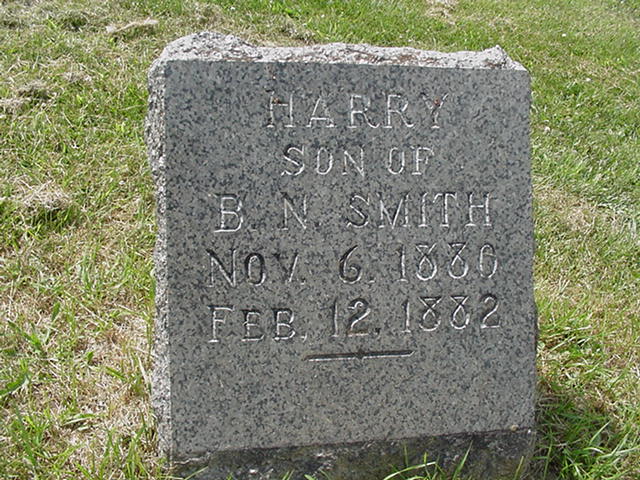 HARRY
SON OF
B. N. SMITH
NOV. 6, 1880
FEB. 12, 1882